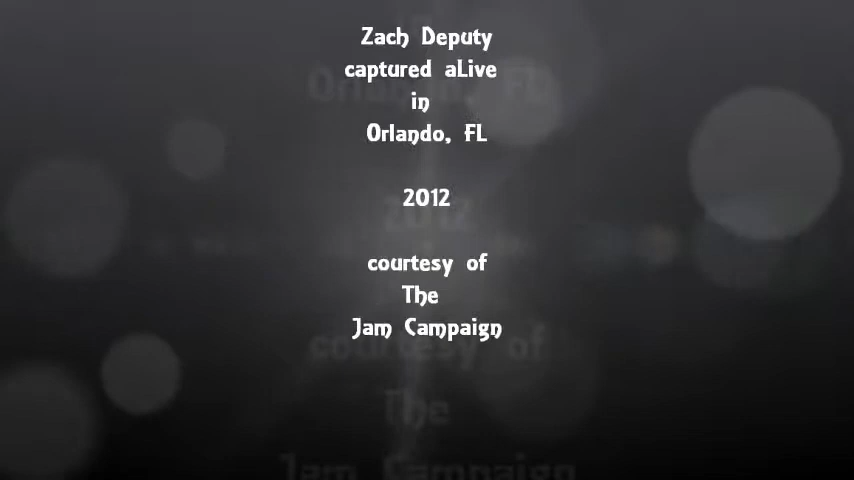 Zach Deputy
captured aLive
in
Orlando, FL
2012
courtesy of
The
Jam Campaign